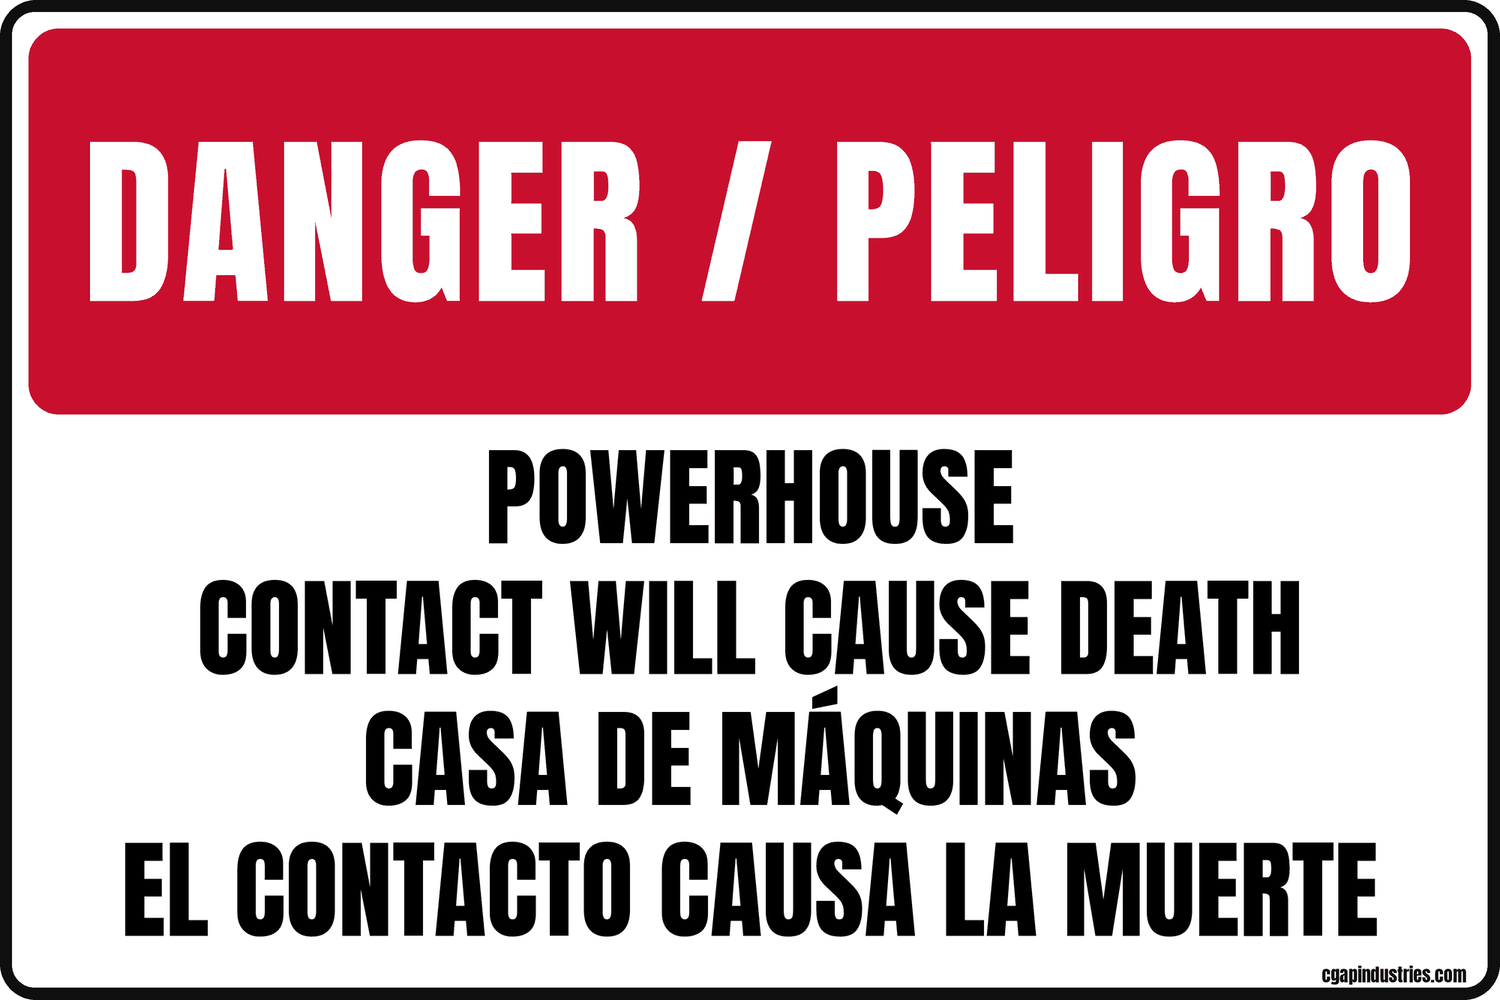 DANGER / PELIGRO
POWERHOUSE
CONTACT WILL CAUSE DEATH
CASA DE MÁQUINAS
EL CONTACTO CAUSA LA MUERTE
cgapindustries.com